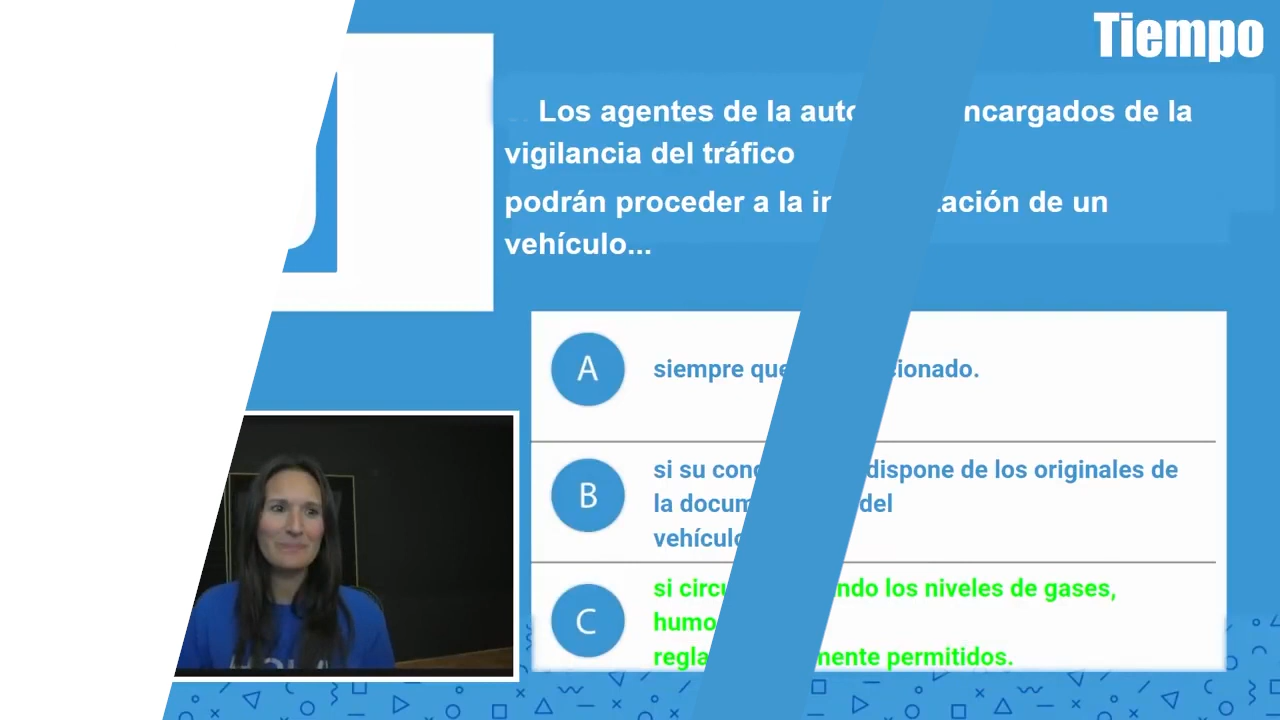 Tiempo
Los agentes de la auto ncargados de la
vigilancia del tráfico
podrán proceder a la in ación de un
vehículo...
A
siempre que cionado.
B
si su con dispone de los originales de
la docum del
vehículo
C
si circu ndo los niveles de gases,
humo
regla mente permitidos.